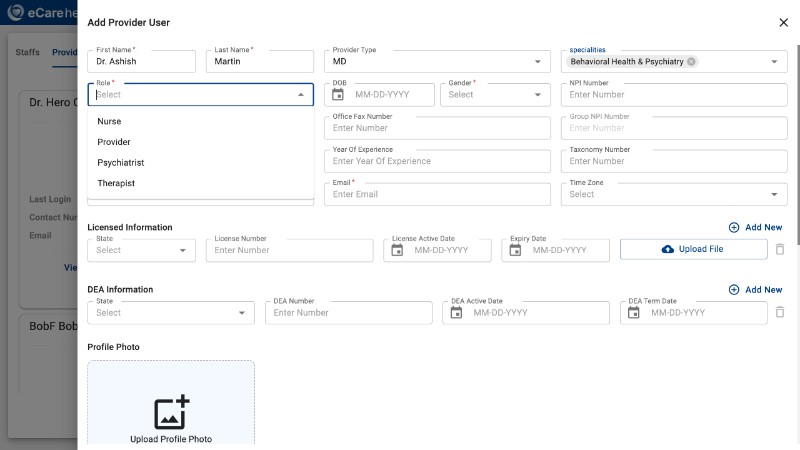 eCare
Add Provider User
Staffs
Provid
First Name *
Dr. Ashish
Last Name *
Martin
Provider Type
MD
specialities
Behavioral Health & Psychiatry
Role *
Select
DOB
MM-DD-YYYY
Gender *
Select
NPI Number
Enter Number
Dr. Hero C
Nurse
Provider
Psychiatrist
Therapist
Office Fax Number
Enter Number
Group NPI Number
Enter Number
Year Of Experience
Enter Year Of Experience
Taxonomy Number
Enter Number
Email *
Enter Email
Time Zone
Select
Last Login
Contact Nur
Email
Vie
Licensed Information
Add New
State
Select
License Number
Enter Number
License Active Date
MM-DD-YYYY
Expiry Date
MM-DD-YYYY
Upload File
DEA Information
Add New
State
Select
DEA Number
Enter Number
DEA Active Date
MM-DD-YYYY
DEA Term Date
MM-DD-YYYY
BobF Bob
Profile Photo
Upload Profile Photo